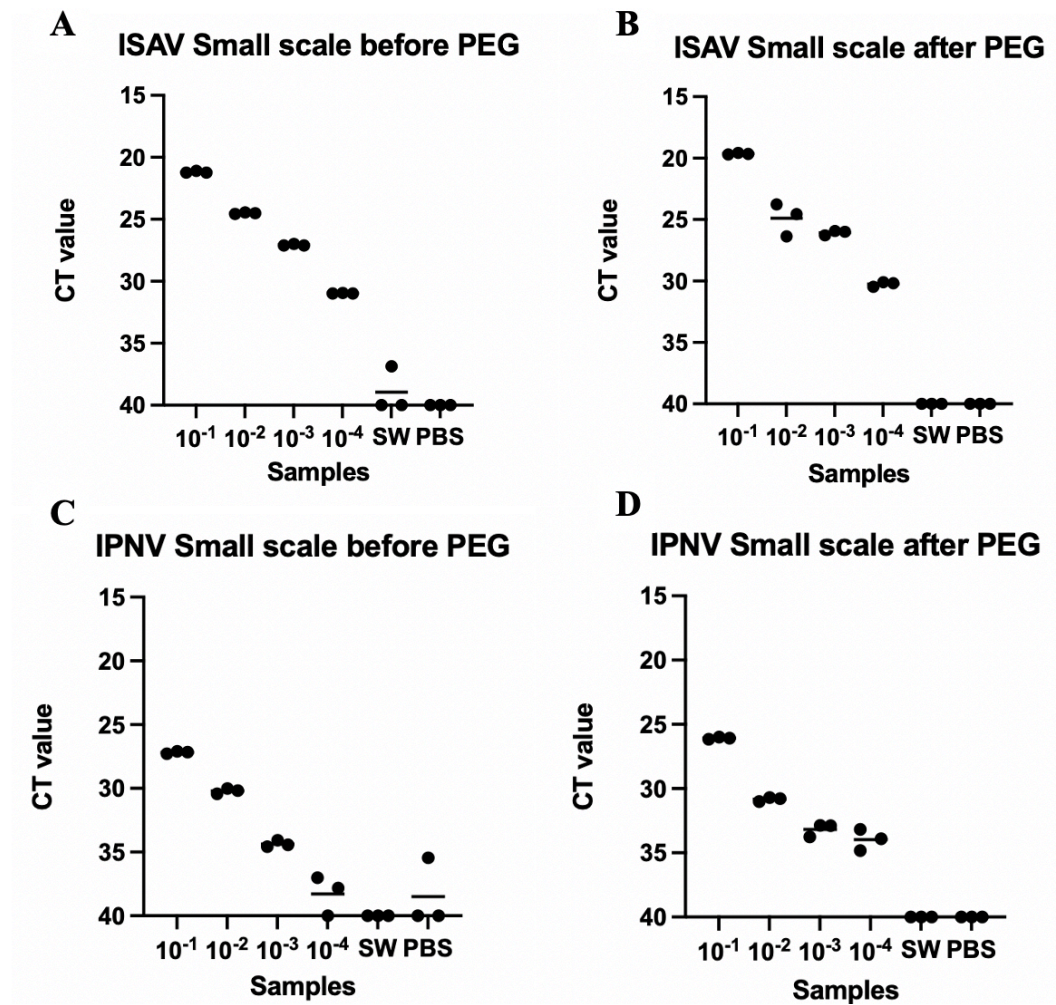 A
ISAV Small scale before PEG
15
20
25
30
35
40
CT value
10-1 10-2 10-3 10-4 SW PBS
Samples
B
ISAV Small scale after PEG
15
20
25
30
35
40
CT value
10-1 10-2 10-3 10-4 SW PBS
Samples
C
IPNV Small scale before PEG
15
20
25
30
35
40
CT value
10-1 10-2 10-3 10-4 SW PBS
Samples
D
IPNV Small scale after PEG
15
20
25
30
35
40
CT value
10-1 10-2 10-3 10-4 SW PBS
Samples